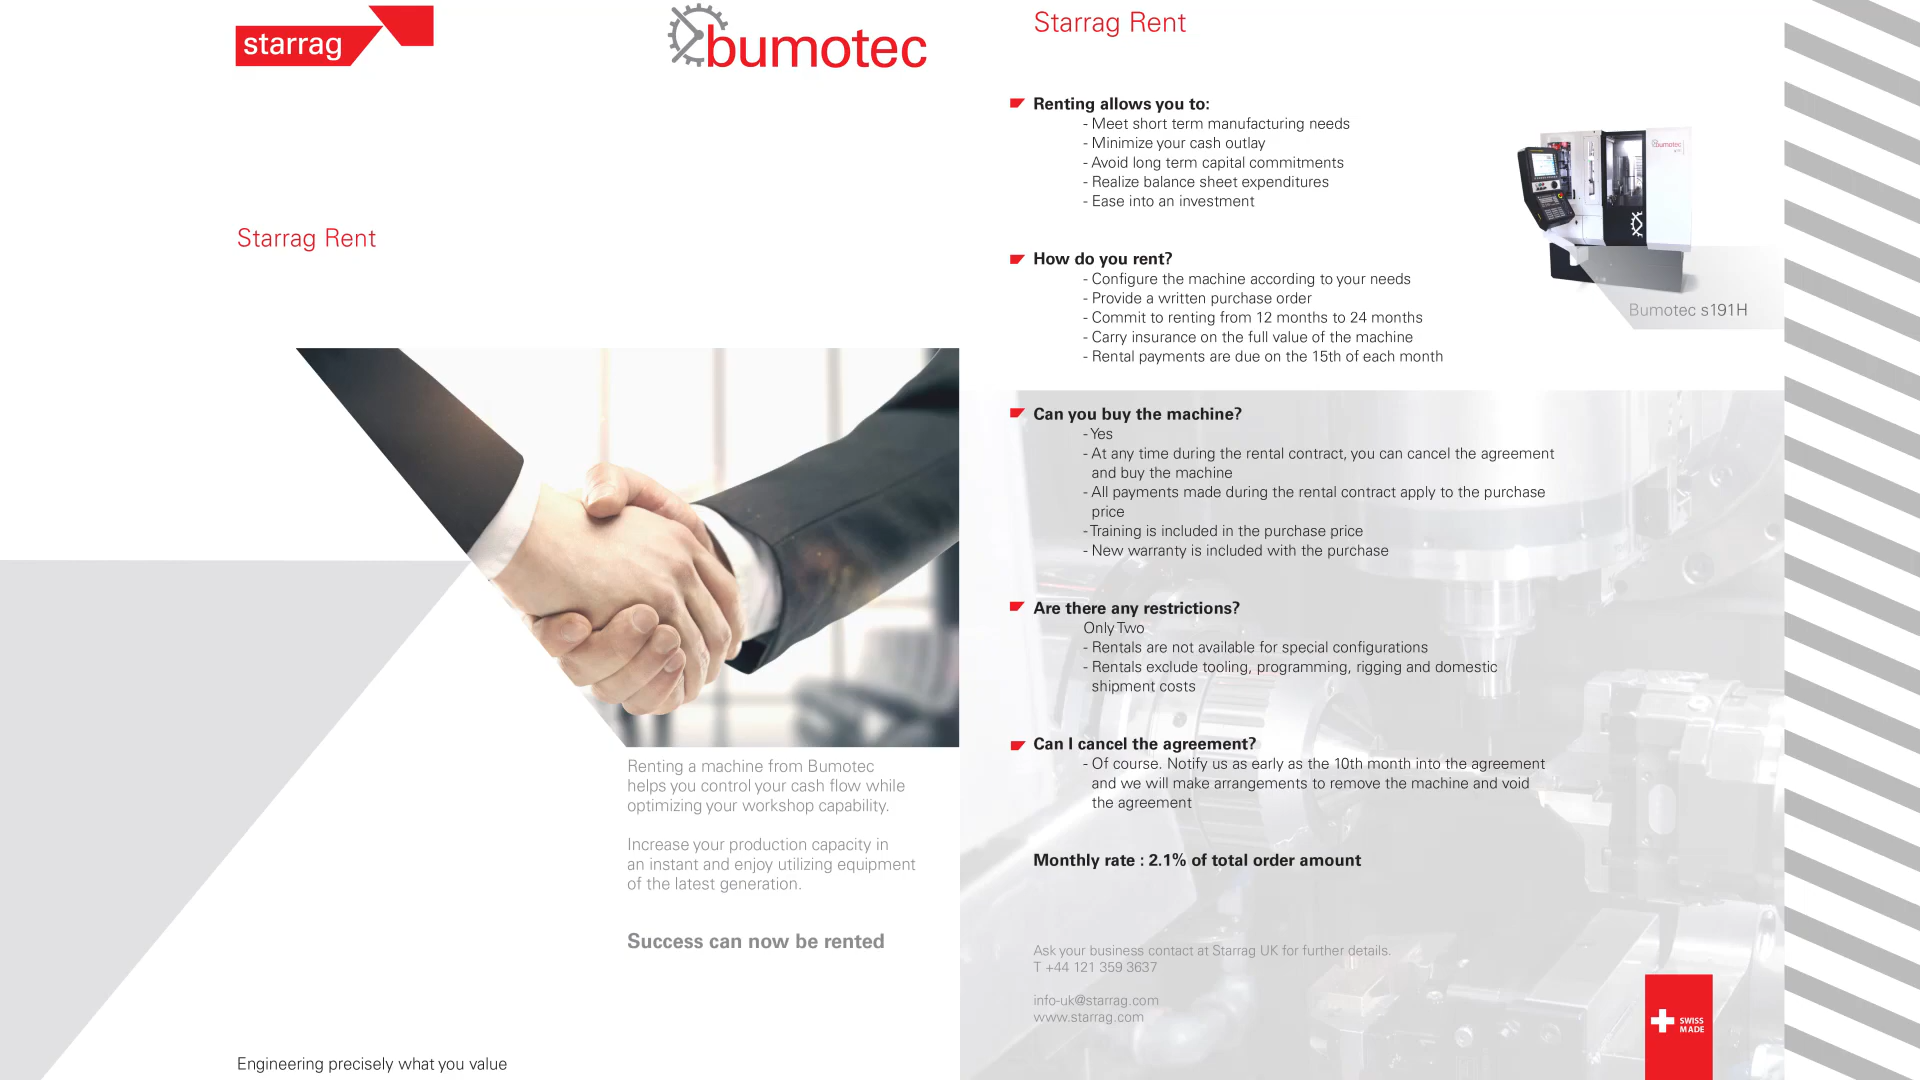 starrag
bumotec
Starrag Rent
Renting a machine from Bumotec
helps you control your cash flow while
optimizing your workshop capability.
Increase your production capacity in
an instant and enjoy utilizing equipment
of the latest generation.
Success can now be rented
Engineering precisely what you value
Starrag Rent
Renting allows you to:
- Meet short term manufacturing needs
- Minimize your cash outlay
- Avoid long term capital commitments
- Realize balance sheet expenditures
- Ease into an investment
bumotec
Bumotec s191H
How do you rent?
- Configure the machine according to your needs
- Provide a written purchase order
- Commit to renting from 12 months to 24 months
- Carry insurance on the full value of the machine
- Rental payments are due on the 15th of each month
Can you buy the machine?
- Yes
- At any time during the rental contract, you can cancel the agreement
and buy the machine
- All payments made during the rental contract apply to the purchase
price
- Training is included in the purchase price
- New warranty is included with the purchase
Are there any restrictions?
Only Two
- Rentals are not available for special configurations
- Rentals exclude tooling, programming, rigging and domestic
shipment costs
Can I cancel the agreement?
- Of course. Notify us as early as the 10th month into the agreement
and we will make arrangements to remove the machine and void
the agreement
Monthly rate : 2.1% of total order amount
Ask your business contact at Starrag UK for further details.
T +44 121 359 3637
info-uk@starrag.com
www.starrag.com
SWISS
MADE